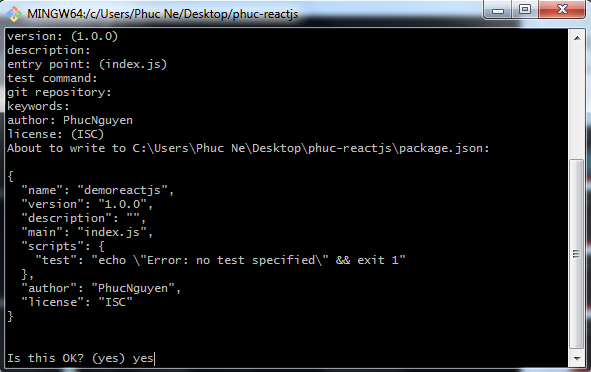 MINGW64:/c/Users/Phuc Ne/Desktop/phuc-reactjs
version: (1.0.0)
description:
entry point: (index.js)
test command:
git repository:
keywords:
author: PhucNguyen
license: (ISC)
About to write to C:\Users\Phuc Ne\Desktop\phuc-reactjs\package.json:

{
  "name": "demoreactjs",
  "version": "1.0.0",
  "description": "",
  "main": "index.js",
  "scripts": {
    "test": "echo \"Error: no test specified\" && exit 1"
  },
  "author": "PhucNguyen",
  "license": "ISC"
}

Is this OK? (yes) yes